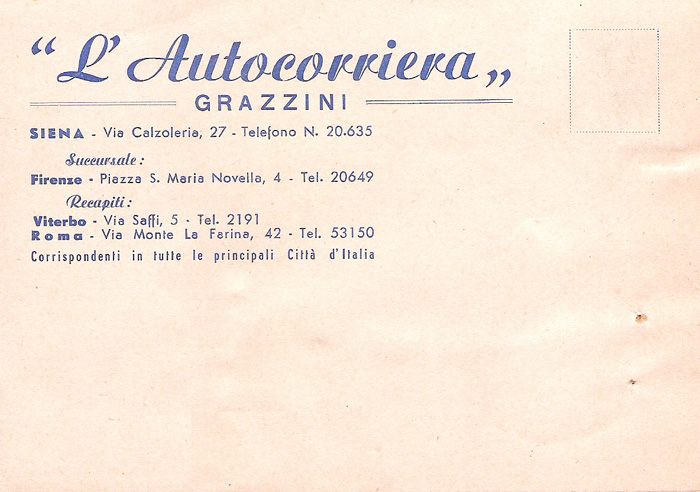 “ L'Autocorriera „
GRAZZINI
SIENA - Via Calzoleria, 27 - Telefono N. 20.635
Succursale:
Firenze - Piazza S. Maria Novella, 4 - Tel. 20649
Recapiti:
Viterbo - Via Saffi, 5 - Tel. 2191
Roma - Via Monte La Farina, 42 - Tel. 53150
Corrispondenti in tutte le principali Città d'Italia